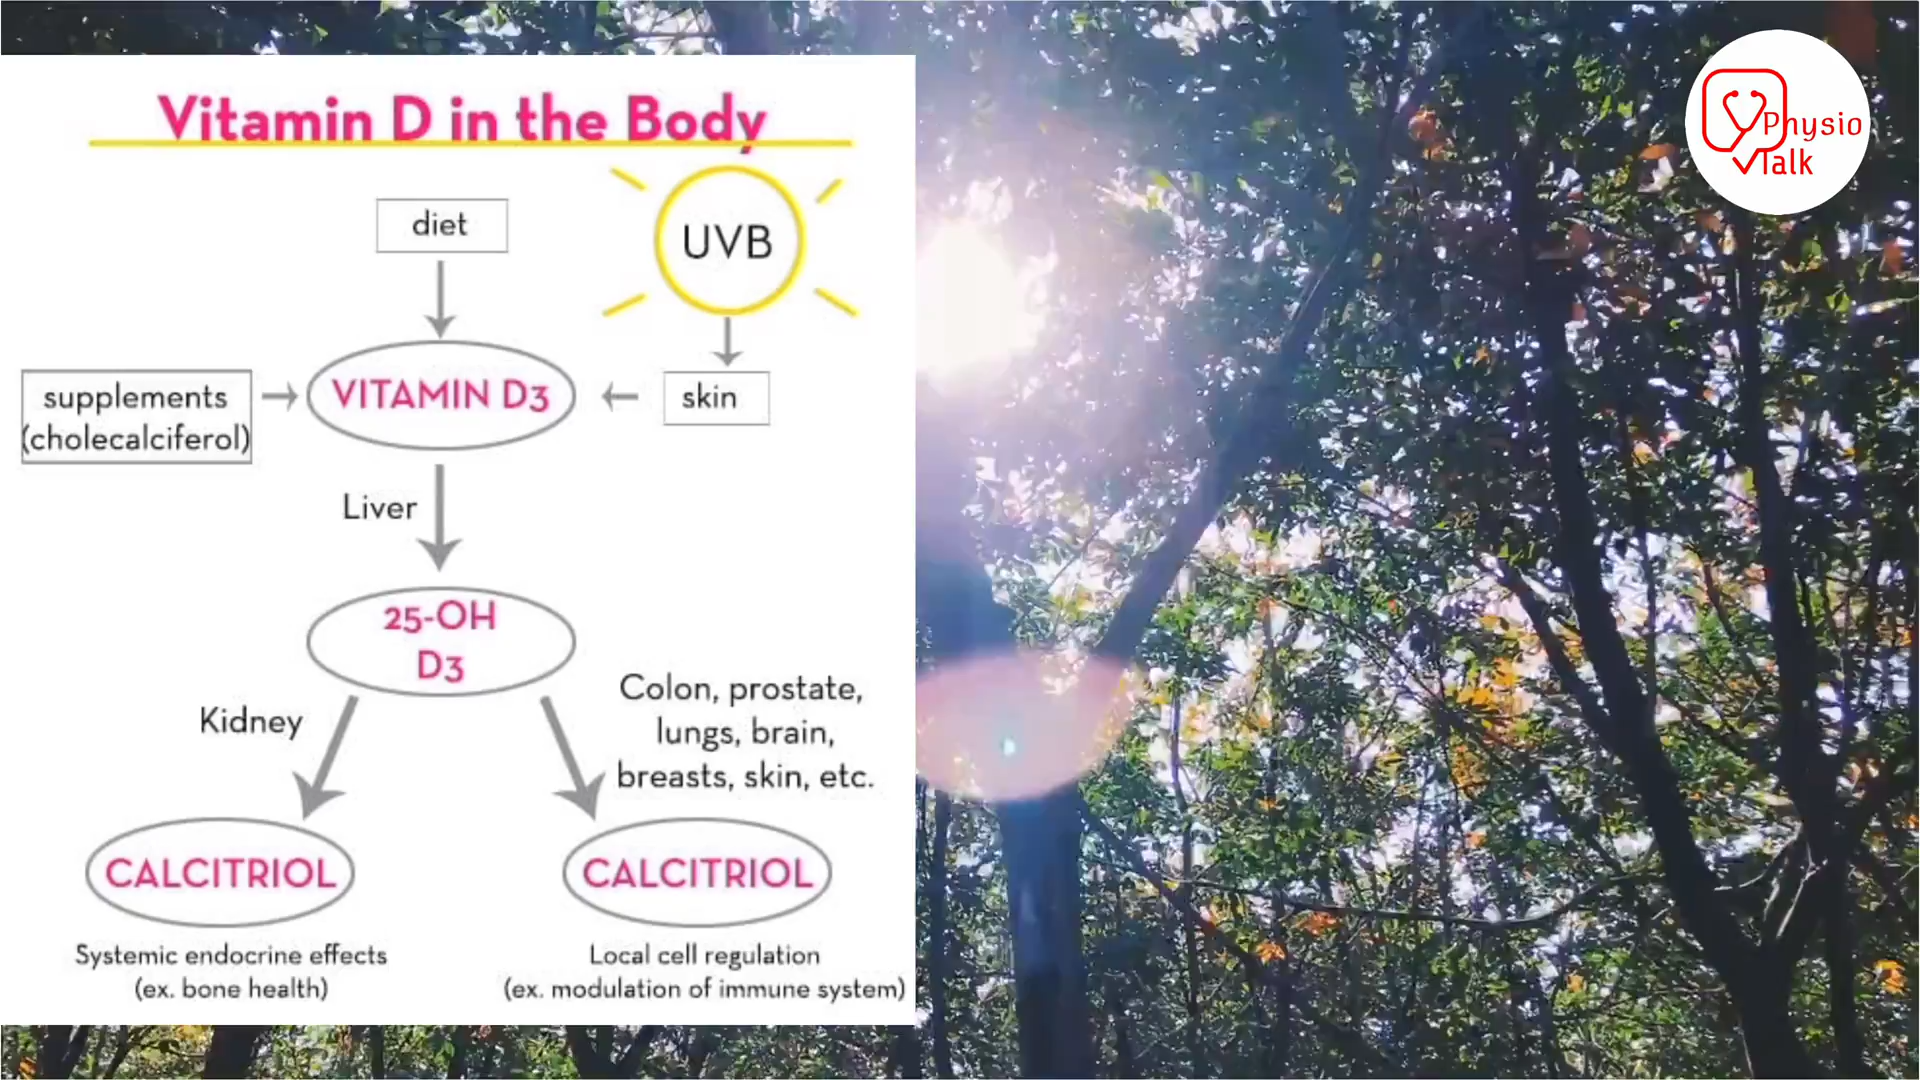 Vitamin D in the Body
diet
UVB
supplements
(cholecalciferol)
VITAMIN D3
skin
Liver
25-OH
D3
Kidney
Colon, prostate,
lungs, brain,
breasts, skin, etc.
CALCITRIOL
CALCITRIOL
Systemic endocrine effects
(ex. bone health)
Local cell regulation
(ex. modulation of immune system)
Physio
Talk